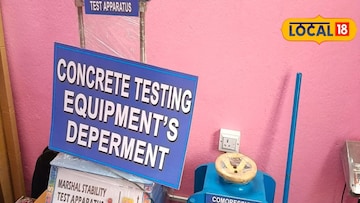 TEST APPARATUS
LOCAL 18
CONCRETE TESTING
EQUIPMENT'S
DEPERMENT
MARSHAL STABILITY
TEST APPARATUS